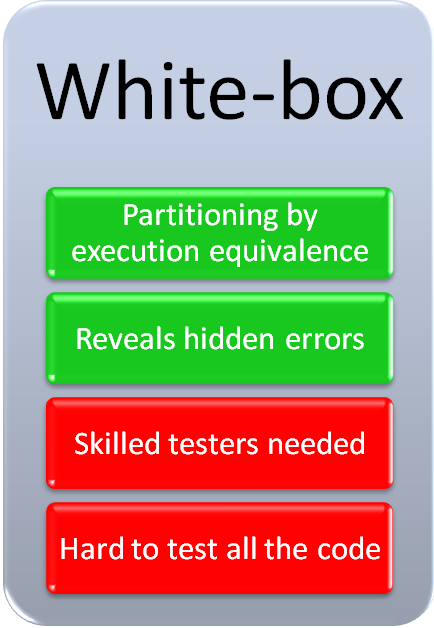 White-box
Partitioning by
execution equivalence
Reveals hidden errors
Skilled testers needed
Hard to test all the code